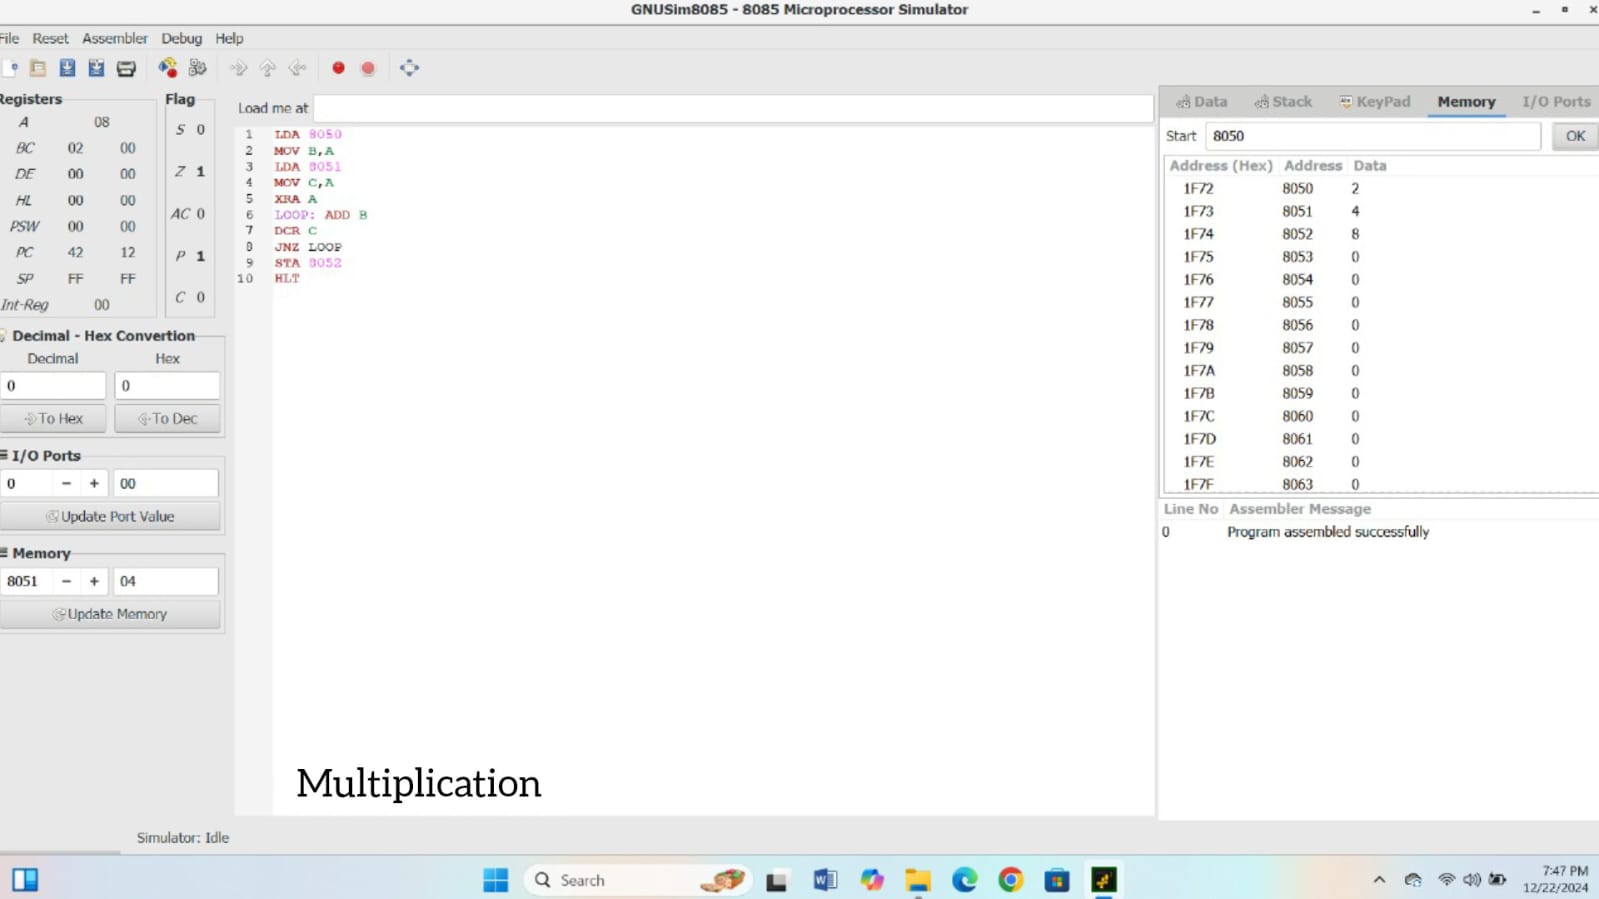 GNUSim8085 - 8085 Microprocessor Simulator
File Reset Assembler Debug Help
Registers
A 08
BC 02 00
DE 00 00
HL 00 00
PSW 00 00
PC 42 12
SP FF FF
Int-Reg 00
Flag
S 0
Z 1
AC 0
P 1
C 0
Decimal - Hex Convertion
Decimal Hex
0 0
To Hex To Dec
I/O Ports
0 - + 00
Update Port Value
Memory
8051 - + 04
Update Memory
Load me at
1 LDA 8050
2 MOV B,A
3 LDA 8051
4 MOV C,A
5 XRA A
6 LOOP: ADD B
7 DCR C
8 JNZ LOOP
9 STA 8052
10 HLT
Multiplication
Data Stack KeyPad Memory I/O Ports
Start 8050 OK
Address (Hex) Address Data
1F72 8050 2
1F73 8051 4
1F74 8052 8
1F75 8053 0
1F76 8054 0
1F77 8055 0
1F78 8056 0
1F79 8057 0
1F7A 8058 0
1F7B 8059 0
1F7C 8060 0
1F7D 8061 0
1F7E 8062 0
1F7F 8063 0
Line No Assembler Message
0 Program assembled successfully
Simulator: Idle
Search
7:47 PM
12/22/2024